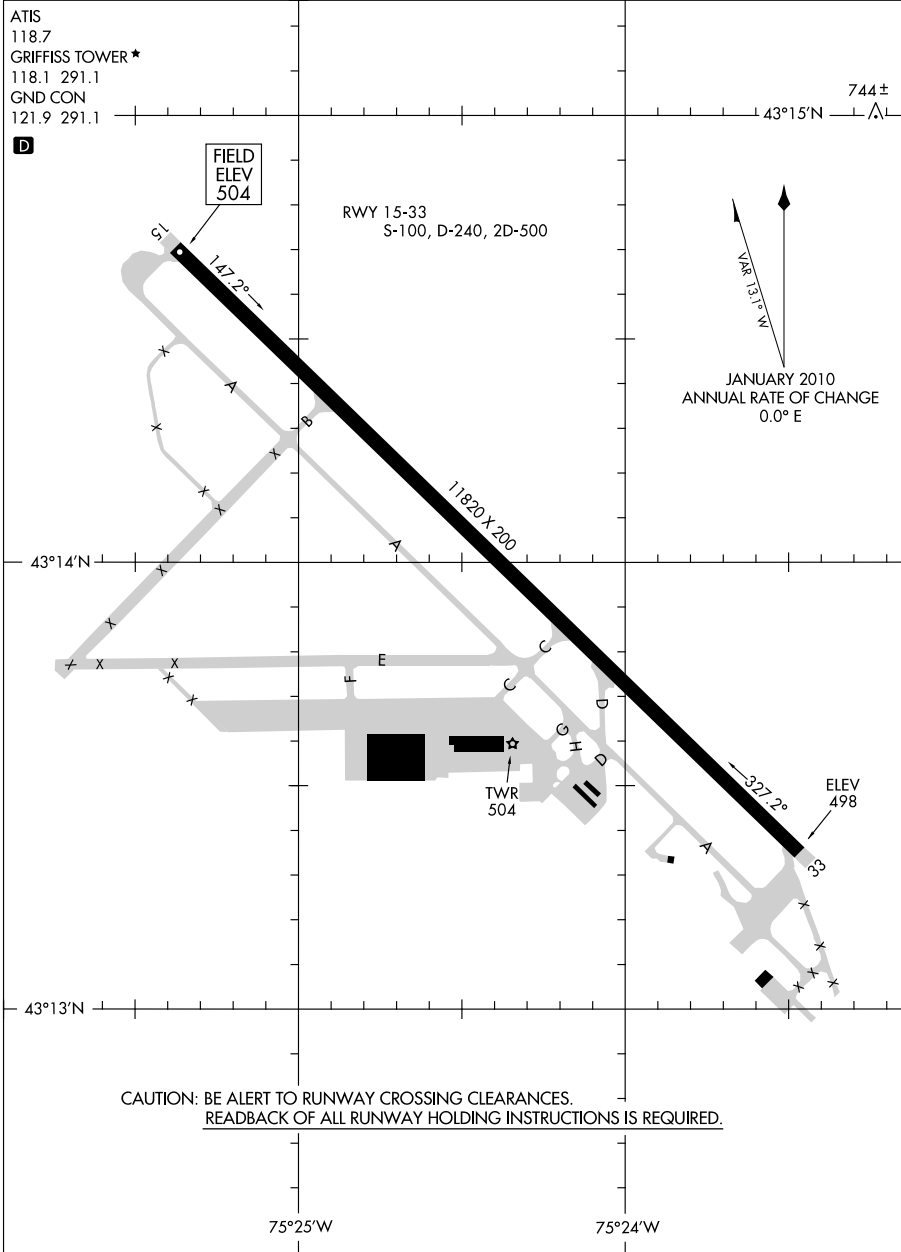 ATIS
118.7
GRIFFISS TOWER ★
118.1 291.1
GND CON
121.9 291.1
D
744±
43°15'N
FIELD
ELEV
504
RWY 15-33
S-100, D-240, 2D-500
15
147.2°
VAR 13.1° W
JANUARY 2010
ANNUAL RATE OF CHANGE
0.0° E
X
A
B
X
X
X
X
11820 X 200
A
43°14'N
X
X
C
E
X
X
X
X
F
C
X
D
G
H
D
TWR
504
327.2°
ELEV
498
A
33
X
X
X
X
X
43°13'N
CAUTION: BE ALERT TO RUNWAY CROSSING CLEARANCES.
READBACK OF ALL RUNWAY HOLDING INSTRUCTIONS IS REQUIRED.
75°25'W
75°24'W